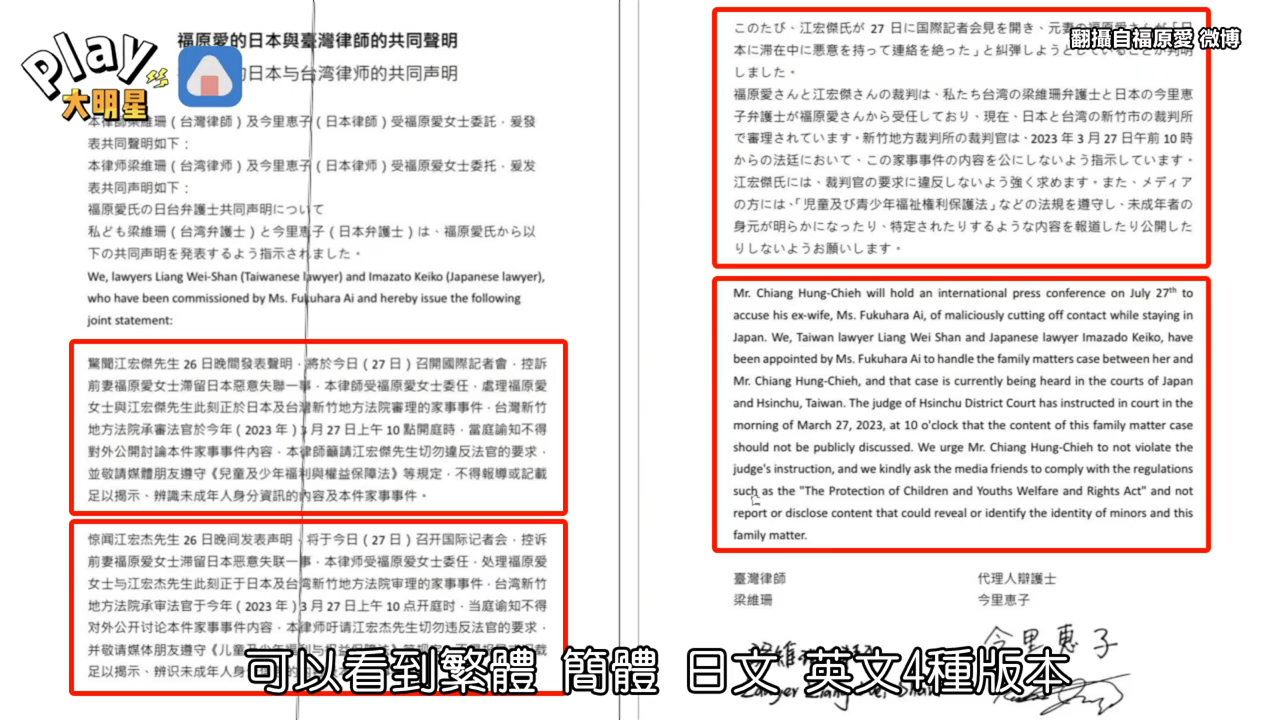 Play
大明星
福原愛的日本與臺灣律師的共同聲明
的日本与台湾律师的共同声明
本律師梁維珊（台灣律師）及今里恵子（日本律師）受福原愛女士委託，爰發
表共同聲明如下：
本律师梁維珊（台湾律师）及今里恵子（日本律师）受福原愛女士委托，爰发
表共同声明如下：
福原愛氏の日台弁護士共同声明について
私ども梁維珊（台湾弁護士）と今里恵子（日本弁護士）は、福原愛氏から以
下の共同声明を発表するよう指示されました。
We, lawyers Liang Wei-Shan (Taiwanese lawyer) and Imazato Keiko (Japanese lawyer),
who have been commissioned by Ms. Fukuhara Ai and hereby issue the following
joint statement:
驚聞江宏傑先生 26 日晚間發表聲明，將於今日（27 日）召開國際記者會，控訴
前妻福原愛女士滯留日本惡意失聯一事，本律師受福原愛女士委任，處理福原愛
女士與江宏傑先生此刻正於日本及台灣新竹地方法院審理的家事事件，台灣新竹
地方法院承審法官於今年（2023 年）3 月 27 日上午 10 點開庭時，當庭諭知不得
對外公開討論本件家事事件內容，本律師籲請江宏傑先生切勿違反法官的要求，
並敬請媒體朋友遵守《兒童及少年福利與權益保障法》等規定，不得報導或記載
足以揭示、辨識未成年人身分資訊的內容及本件家事事件。
惊闻江宏杰先生 26 日晚间发表声明，将于今日（27 日）召开国际记者会，控诉
前妻福原愛女士滞留日本恶意失联一事，本律师受福原愛女士委任，处理福原愛
女士与江宏杰先生此刻正于日本及台湾新竹地方法院审理的家事事件，台湾新竹
地方法院承审法官于今年（2023 年）3 月 27 日上午 10 点开庭时，当庭谕知不得
对外公开讨论本件家事事件内容，本律师吁请江宏杰先生切勿违反法官的要求，
并敬请媒体朋友遵守《儿童及少年福利与权益保障法》
足以揭示、辨识未成年人身
翻攝自福原愛 微博
このたび、江宏傑氏が 27 日に国際記者会見を開き、元妻の福原愛さんが「日
本に滞在中に悪意を持って連絡を絶った」と糾弾しようとしていることが判明
しました。
福原愛さんと江宏傑さんの裁判は、私たち台湾の梁維珊弁護士と日本の今里恵
子弁護士が福原愛さんから受任しており、現在、日本と台湾の新竹市の裁判所
で審理されています。新竹地方裁判所の裁判官は、2023 年 3 月 27 日午前 10 時
からの法廷において、この家事事件の内容を公にしないよう指示しています。
江宏傑氏には、裁判官の要求に違反しないよう強く求めます。また、メディア
の方には、「児童及び青少年福祉権利保護法」などの法規を遵守し、未成年者の
身元が明らかになったり、特定されたりするような内容を報道したり公開した
りしないようお願いします。
Mr. Chiang Hung-Chieh will hold an international press conference on July 27th to
accuse his ex-wife, Ms. Fukuhara Ai, of maliciously cutting off contact while staying in
Japan. We, Taiwan lawyer Liang Wei Shan and Japanese lawyer Imazado Keiko, have
been appointed by Ms. Fukuhara Ai to handle the family matters case between her and
Mr. Chiang Hung-Chieh, and that case is currently being heard in the courts of Japan
and Hsinchu, Taiwan. The judge of Hsinchu District Court has instructed in court in the
morning of March 27, 2023, at 10 o'clock that the content of this family matter case
should not be publicly discussed. We urge Mr. Chiang Hung-Chieh to not violate the
judge's instruction, and we kindly ask the media friends to comply with the regulations
such as the "The Protection of Children and Youths Welfare and Rights Act" and not
report or disclose content that could reveal or identify the identity of minors and this
family matter.
臺灣律師 代理人辯護士
梁維珊 今里恵子
今里恵子
可以看到繁體 簡體 日文 英文4種版本